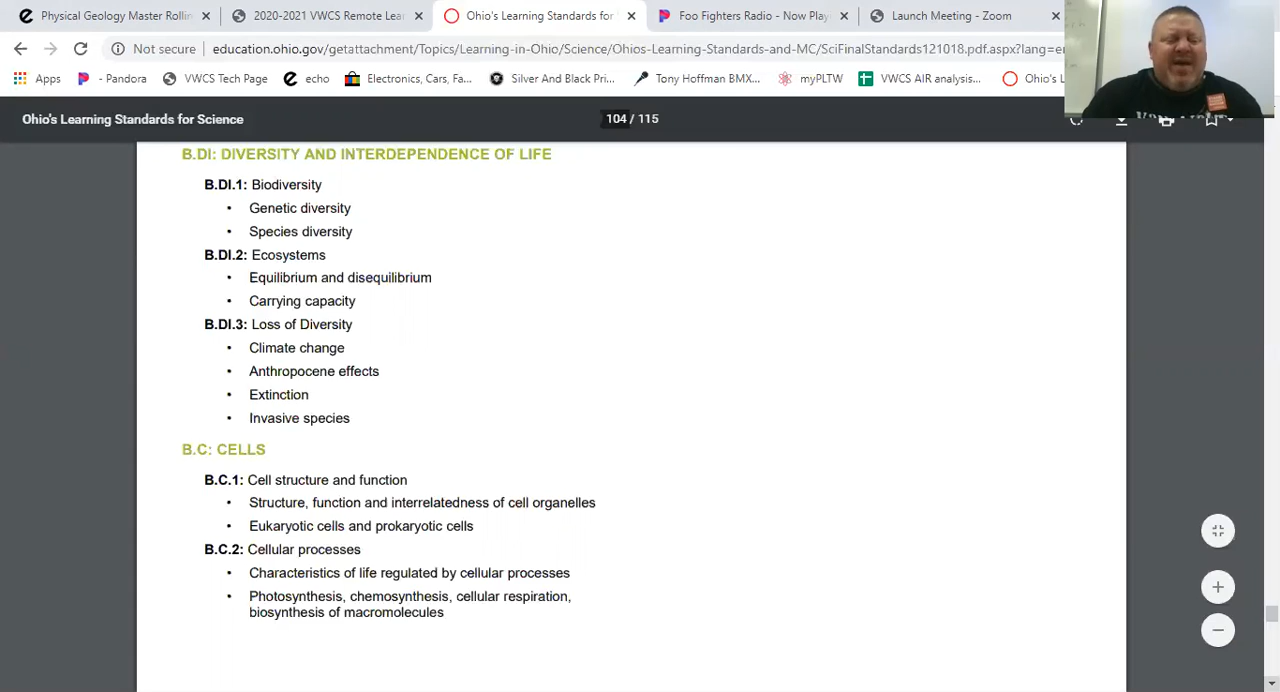 Physical Geology Master Rollin
2020-2021 VWCS Remote Lear
Ohio's Learning Standards for
Foo Fighters Radio - Now Play
Launch Meeting - Zoom
Not secure
education.ohio.gov/getattachment/Topics/Learning-in-Ohio/Science/Ohios-Learning-Standards-and-MC/SciFinalStandards121018.pdf.aspx?lang=en
Apps
- Pandora
VWCS Tech Page
echo
Electronics, Cars, Fa...
Silver And Black Pri...
Tony Hoffman BMX...
myPLTW
VWCS AIR analysis...
Ohio's L
Ohio's Learning Standards for Science
104 / 115
B.DI: DIVERSITY AND INTERDEPENDENCE OF LIFE
B.DI.1: Biodiversity
• Genetic diversity
• Species diversity
B.DI.2: Ecosystems
• Equilibrium and disequilibrium
• Carrying capacity
B.DI.3: Loss of Diversity
• Climate change
• Anthropocene effects
• Extinction
• Invasive species
B.C: CELLS
B.C.1: Cell structure and function
• Structure, function and interrelatedness of cell organelles
• Eukaryotic cells and prokaryotic cells
B.C.2: Cellular processes
• Characteristics of life regulated by cellular processes
• Photosynthesis, chemosynthesis, cellular respiration,
biosynthesis of macromolecules